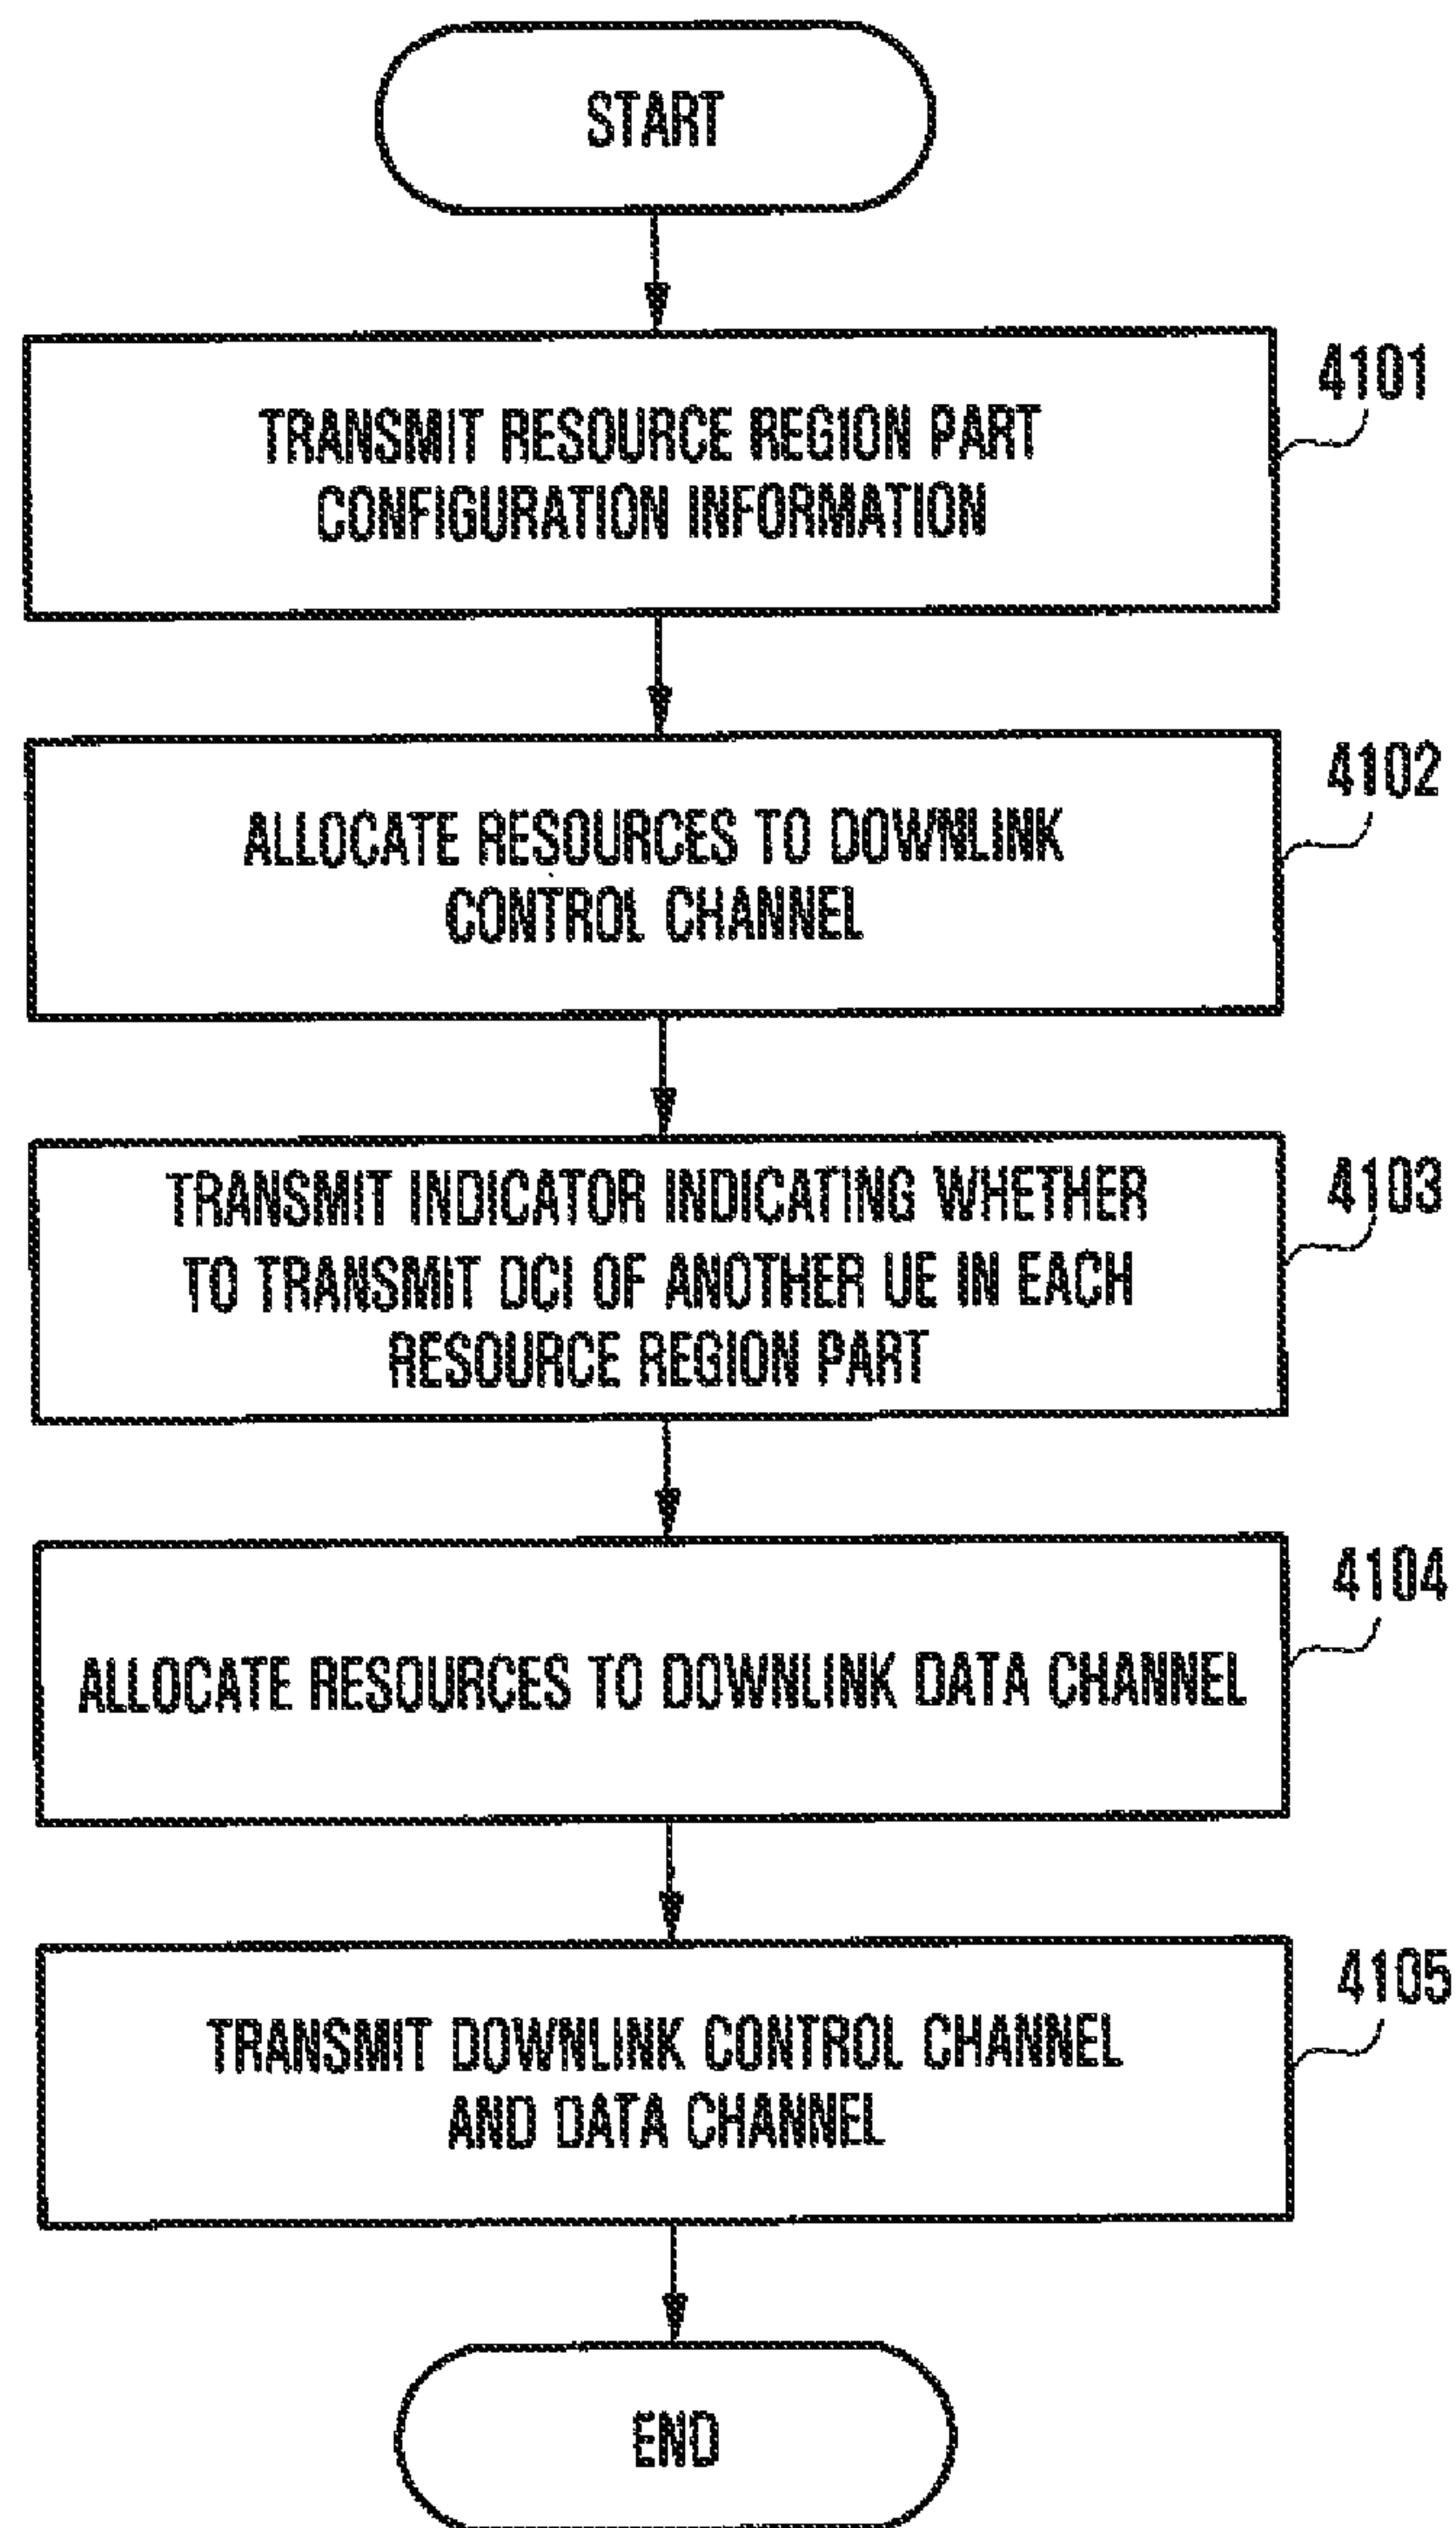 START
TRANSMIT RESOURCE REGION PART
CONFIGURATION INFORMATION
4101
ALLOCATE RESOURCES TO DOWNLINK
CONTROL CHANNEL
4102
TRANSMIT INDICATOR INDICATING WHETHER
TO TRANSMIT DCI OF ANOTHER UE IN EACH
RESOURCE REGION PART
4103
ALLOCATE RESOURCES TO DOWNLINK DATA CHANNEL
4104
TRANSMIT DOWNLINK CONTROL CHANNEL
AND DATA CHANNEL
4105
END